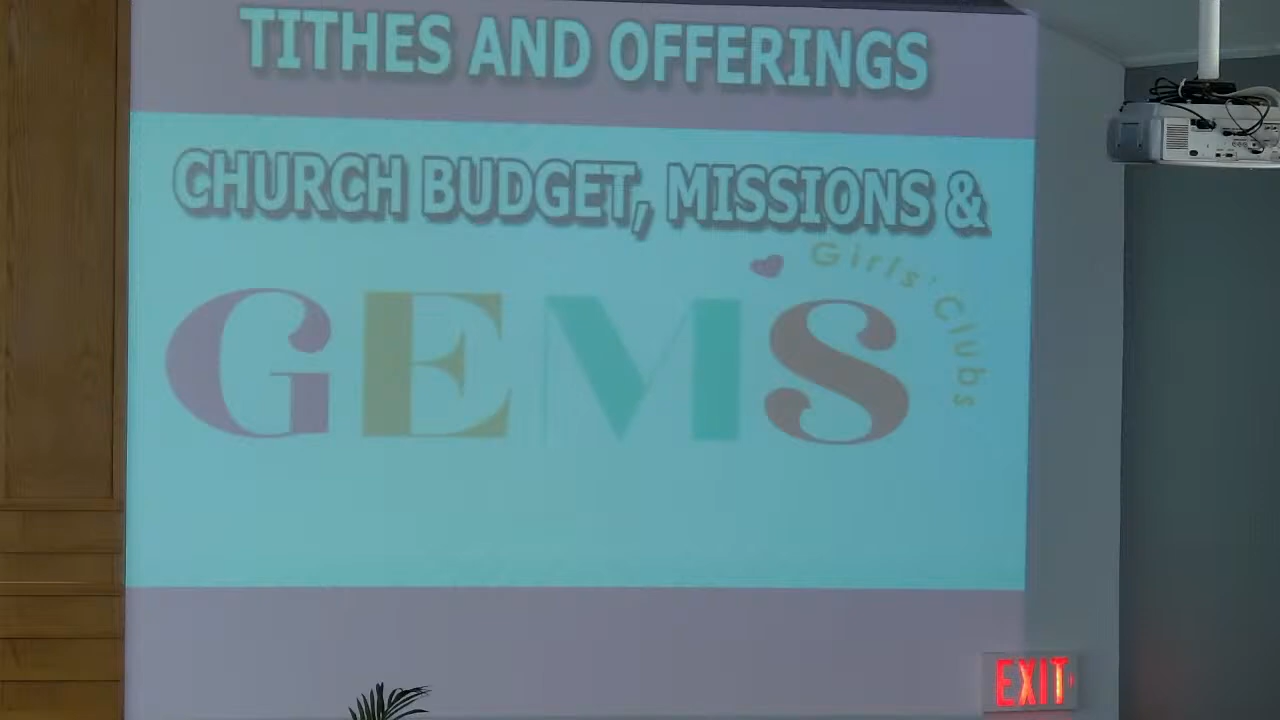 TITHES AND OFFERINGS
CHURCH BUDGET, MISSIONS &
GEMS
Girls' Clubs
EXIT